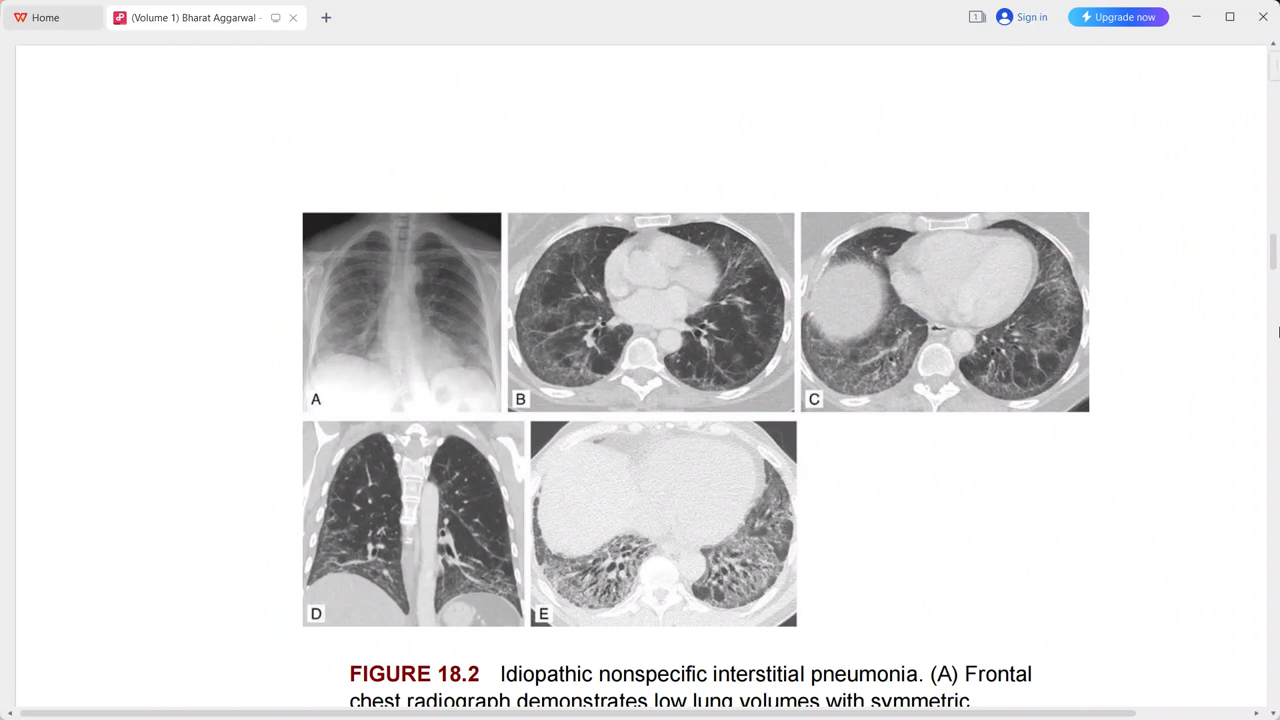 Home
(Volume 1) Bharat Aggarwal -
1
Sign in
Upgrade now
A
B
C
D
E
FIGURE 18.2 Idiopathic nonspecific interstitial pneumonia. (A) Frontal
chest radiograph demonstrates low lung volumes with symmetric